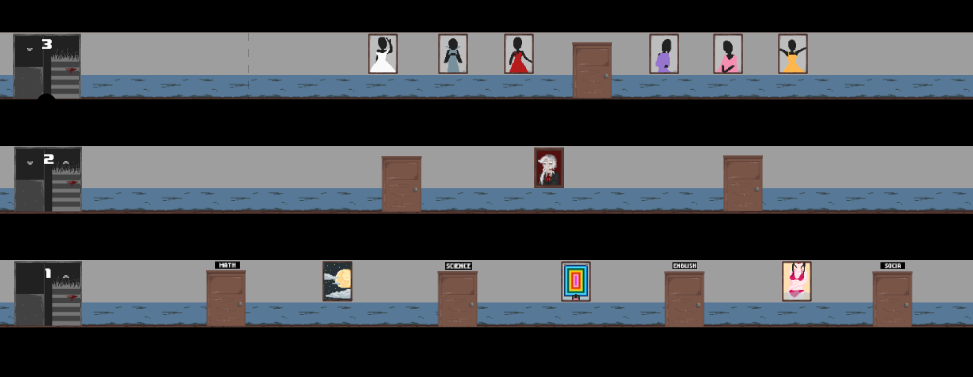 3
2
1
MATH
SCIENCE
ENGLISH
SOCIA